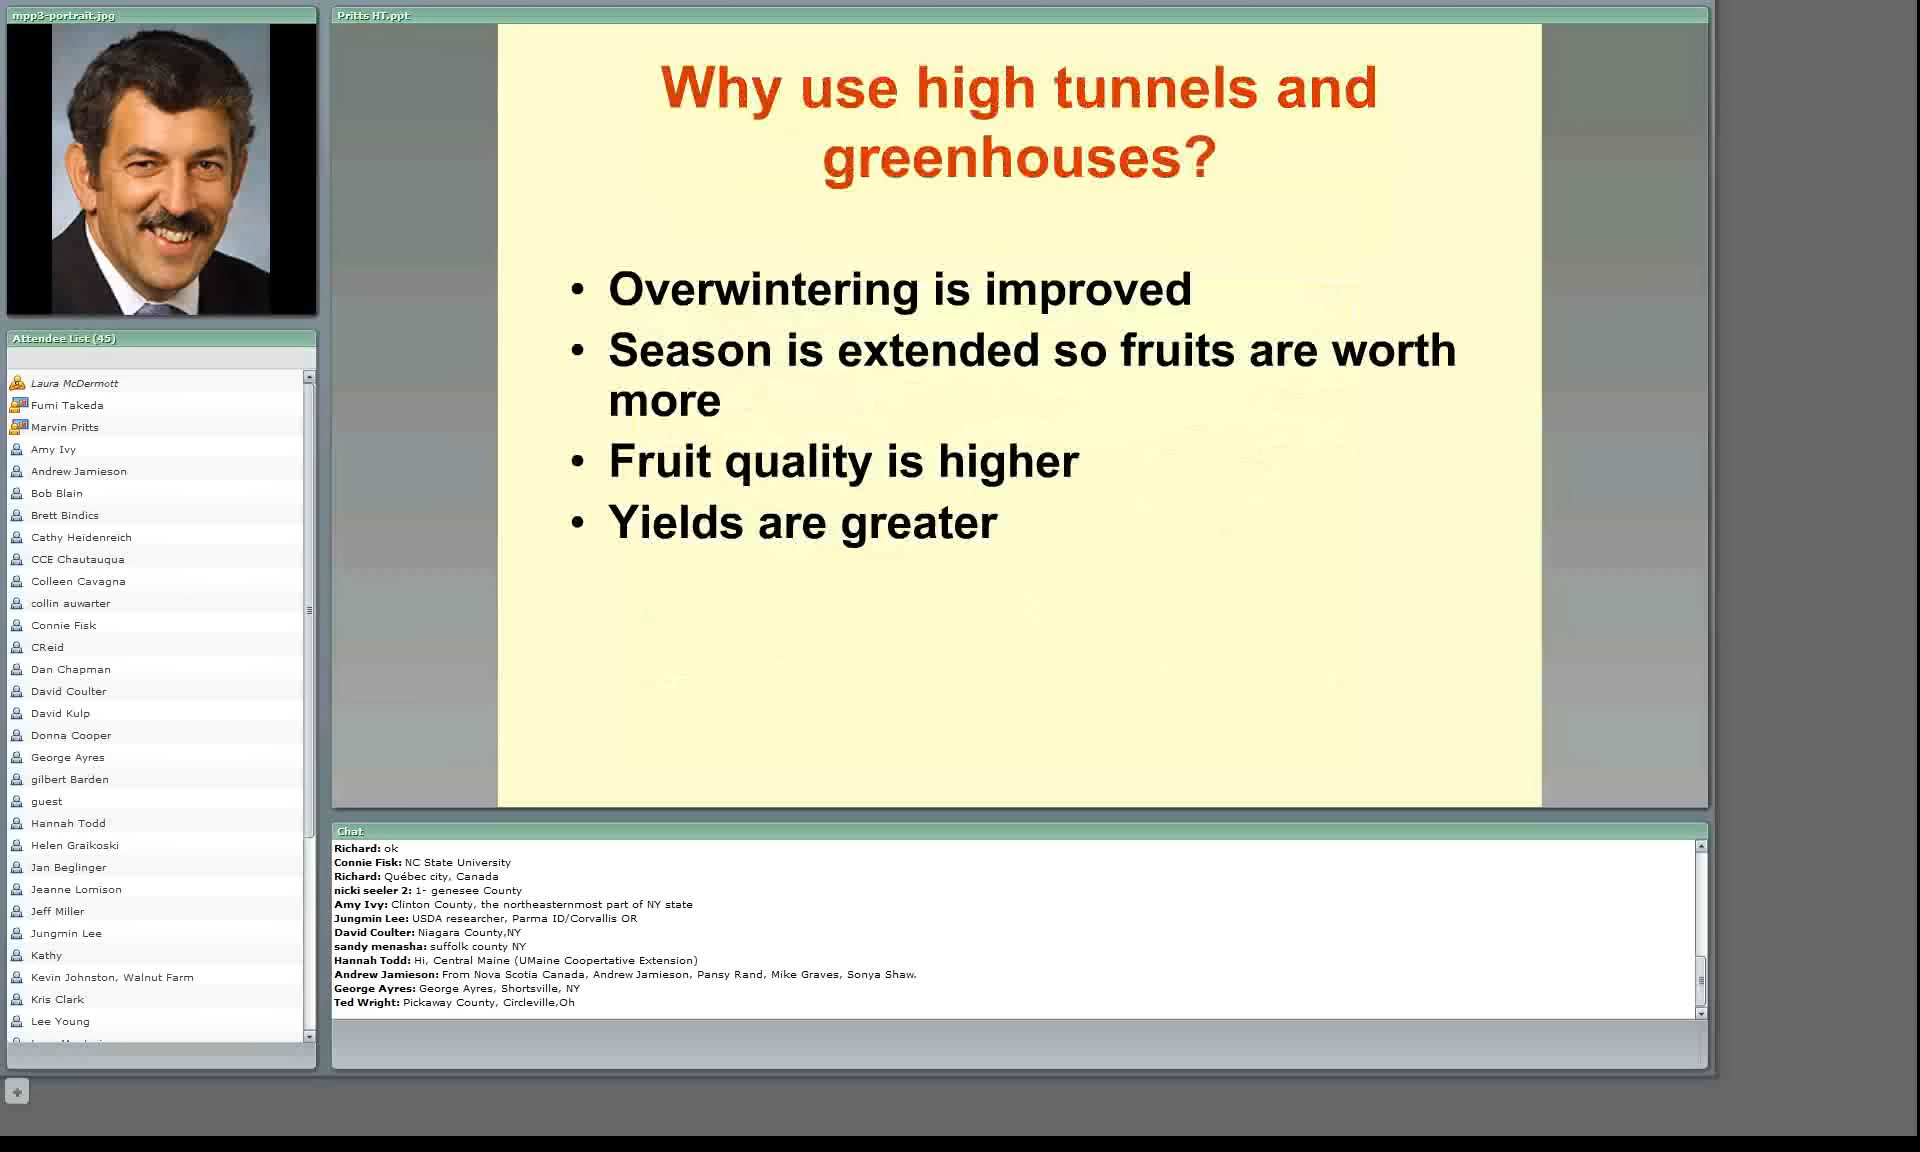 mpp3-portrait.jpg
Attendee List (45)
Laura McDermott
Fumi Takeda
Marvin Pritts
Amy Ivy
Andrew Jamieson
Bob Blain
Brett Bindics
Cathy Heidenreich
CCE Chautauqua
Colleen Cavagna
collin auwarter
Connie Fisk
CReid
Dan Chapman
David Coulter
David Kulp
Donna Cooper
George Ayres
gilbert Barden
guest
Hannah Todd
Helen Graikoski
Jan Beglinger
Jeanne Lomison
Jeff Miller
Jungmin Lee
Kathy
Kevin Johnston, Walnut Farm
Kris Clark
Lee Young
Pritts HT.ppt
Why use high tunnels and
greenhouses?
• Overwintering is improved
• Season is extended so fruits are worth
more
• Fruit quality is higher
• Yields are greater
Chat
Richard: ok
Connie Fisk: NC State University
Richard: Québec city, Canada
nicki seeler 2: 1- genesee County
Amy Ivy: Clinton County, the northeasternmost part of NY state
Jungmin Lee: USDA researcher, Parma ID/Corvallis OR
David Coulter: Niagara County,NY
sandy menasha: suffolk county NY
Hannah Todd: Hi, Central Maine (UMaine Coopertative Extension)
Andrew Jamieson: From Nova Scotia Canada, Andrew Jamieson, Pansy Rand, Mike Graves, Sonya Shaw.
George Ayres: George Ayres, Shortsville, NY
Ted Wright: Pickaway County, Circleville,Oh